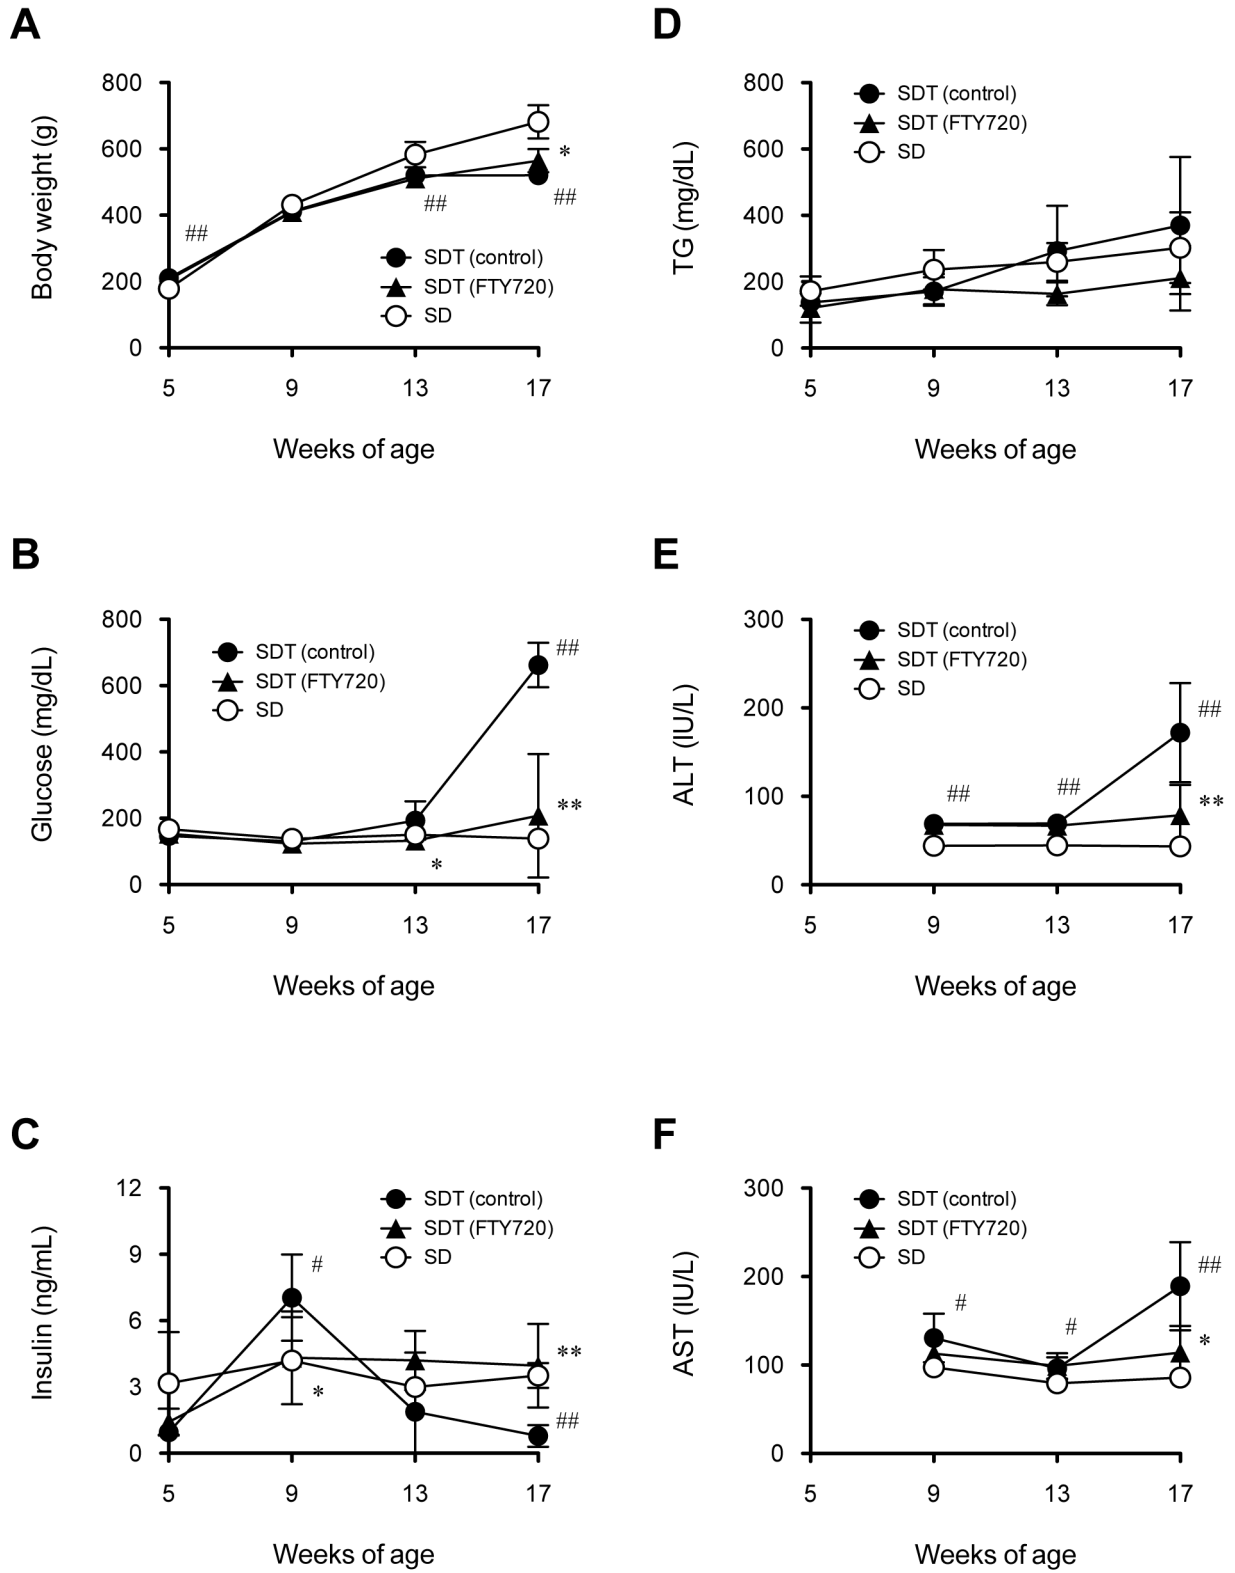 A
800
600
400
200
0
Body weight (g)
##
##
*
##
SDT (control)
SDT (FTY720)
SD
5 9 13 17
Weeks of age
D
800
600
400
200
0
TG (mg/dL)
SDT (control)
SDT (FTY720)
SD
5 9 13 17
Weeks of age
B
800
600
400
200
0
Glucose (mg/dL)
SDT (control)
SDT (FTY720)
SD
##
**
*
5 9 13 17
Weeks of age
E
300
200
100
0
ALT (IU/L)
SDT (control)
SDT (FTY720)
SD
##
##
##
**
5 9 13 17
Weeks of age
C
12
9
6
3
0
Insulin (ng/mL)
SDT (control)
SDT (FTY720)
SD
#
*
**
##
5 9 13 17
Weeks of age
F
300
200
100
0
AST (IU/L)
SDT (control)
SDT (FTY720)
SD
#
#
##
*
5 9 13 17
Weeks of age